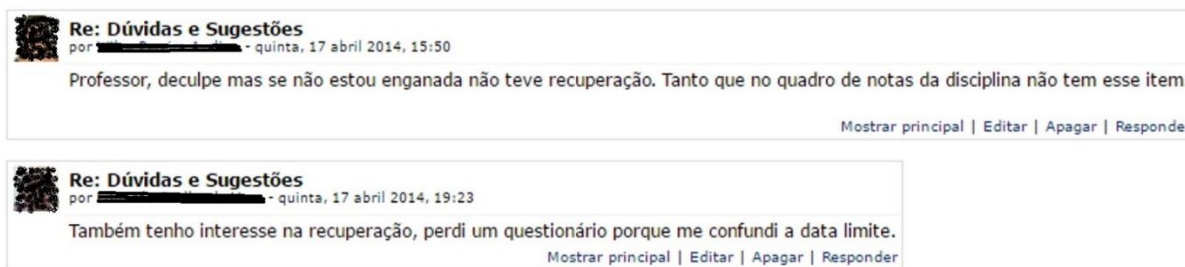 Re: Dúvidas e Sugestões
por - quinta, 17 abril 2014, 15:50
Professor, deculpe mas se não estou enganada não teve recuperação. Tanto que no quadro de notas da disciplina não tem esse item
Mostrar principal | Editar | Apagar | Responde
Re: Dúvidas e Sugestões
por - quinta, 17 abril 2014, 19:23
Também tenho interesse na recuperação, perdi um questionário porque me confundi a data limite.
Mostrar principal | Editar | Apagar | Responder